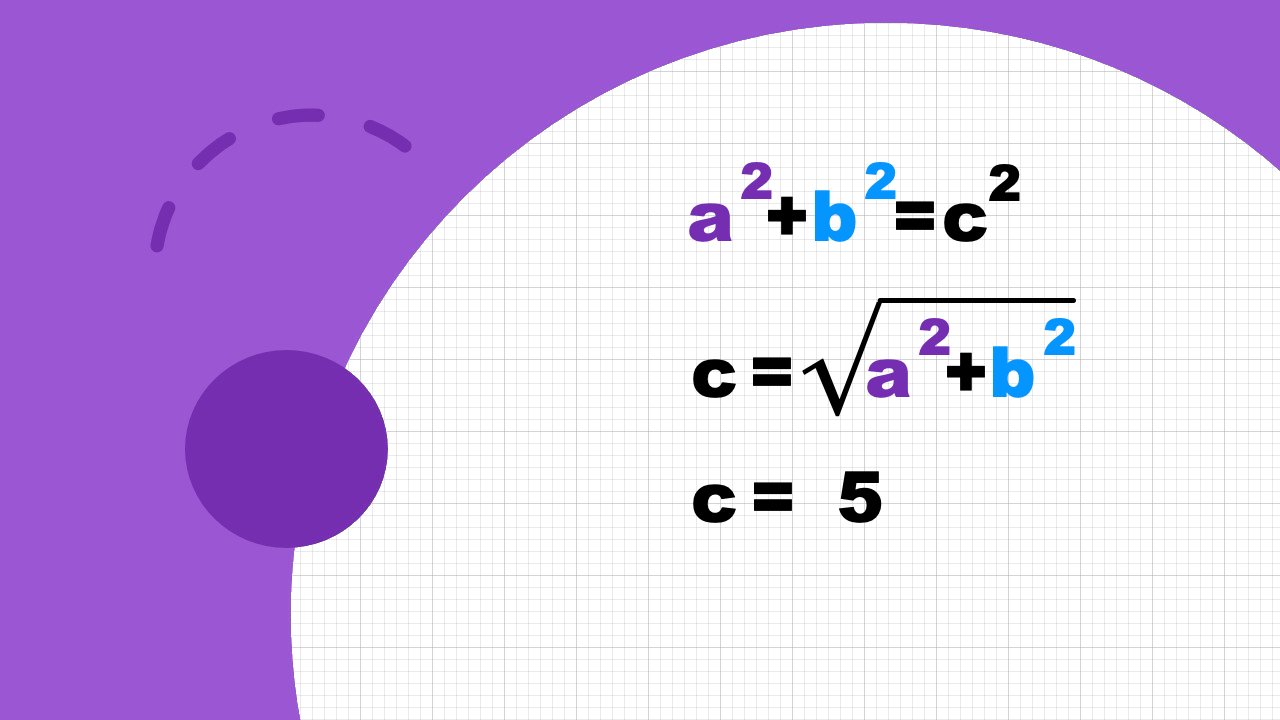 a²+b²=c²
c=√a²+b²
c= 5